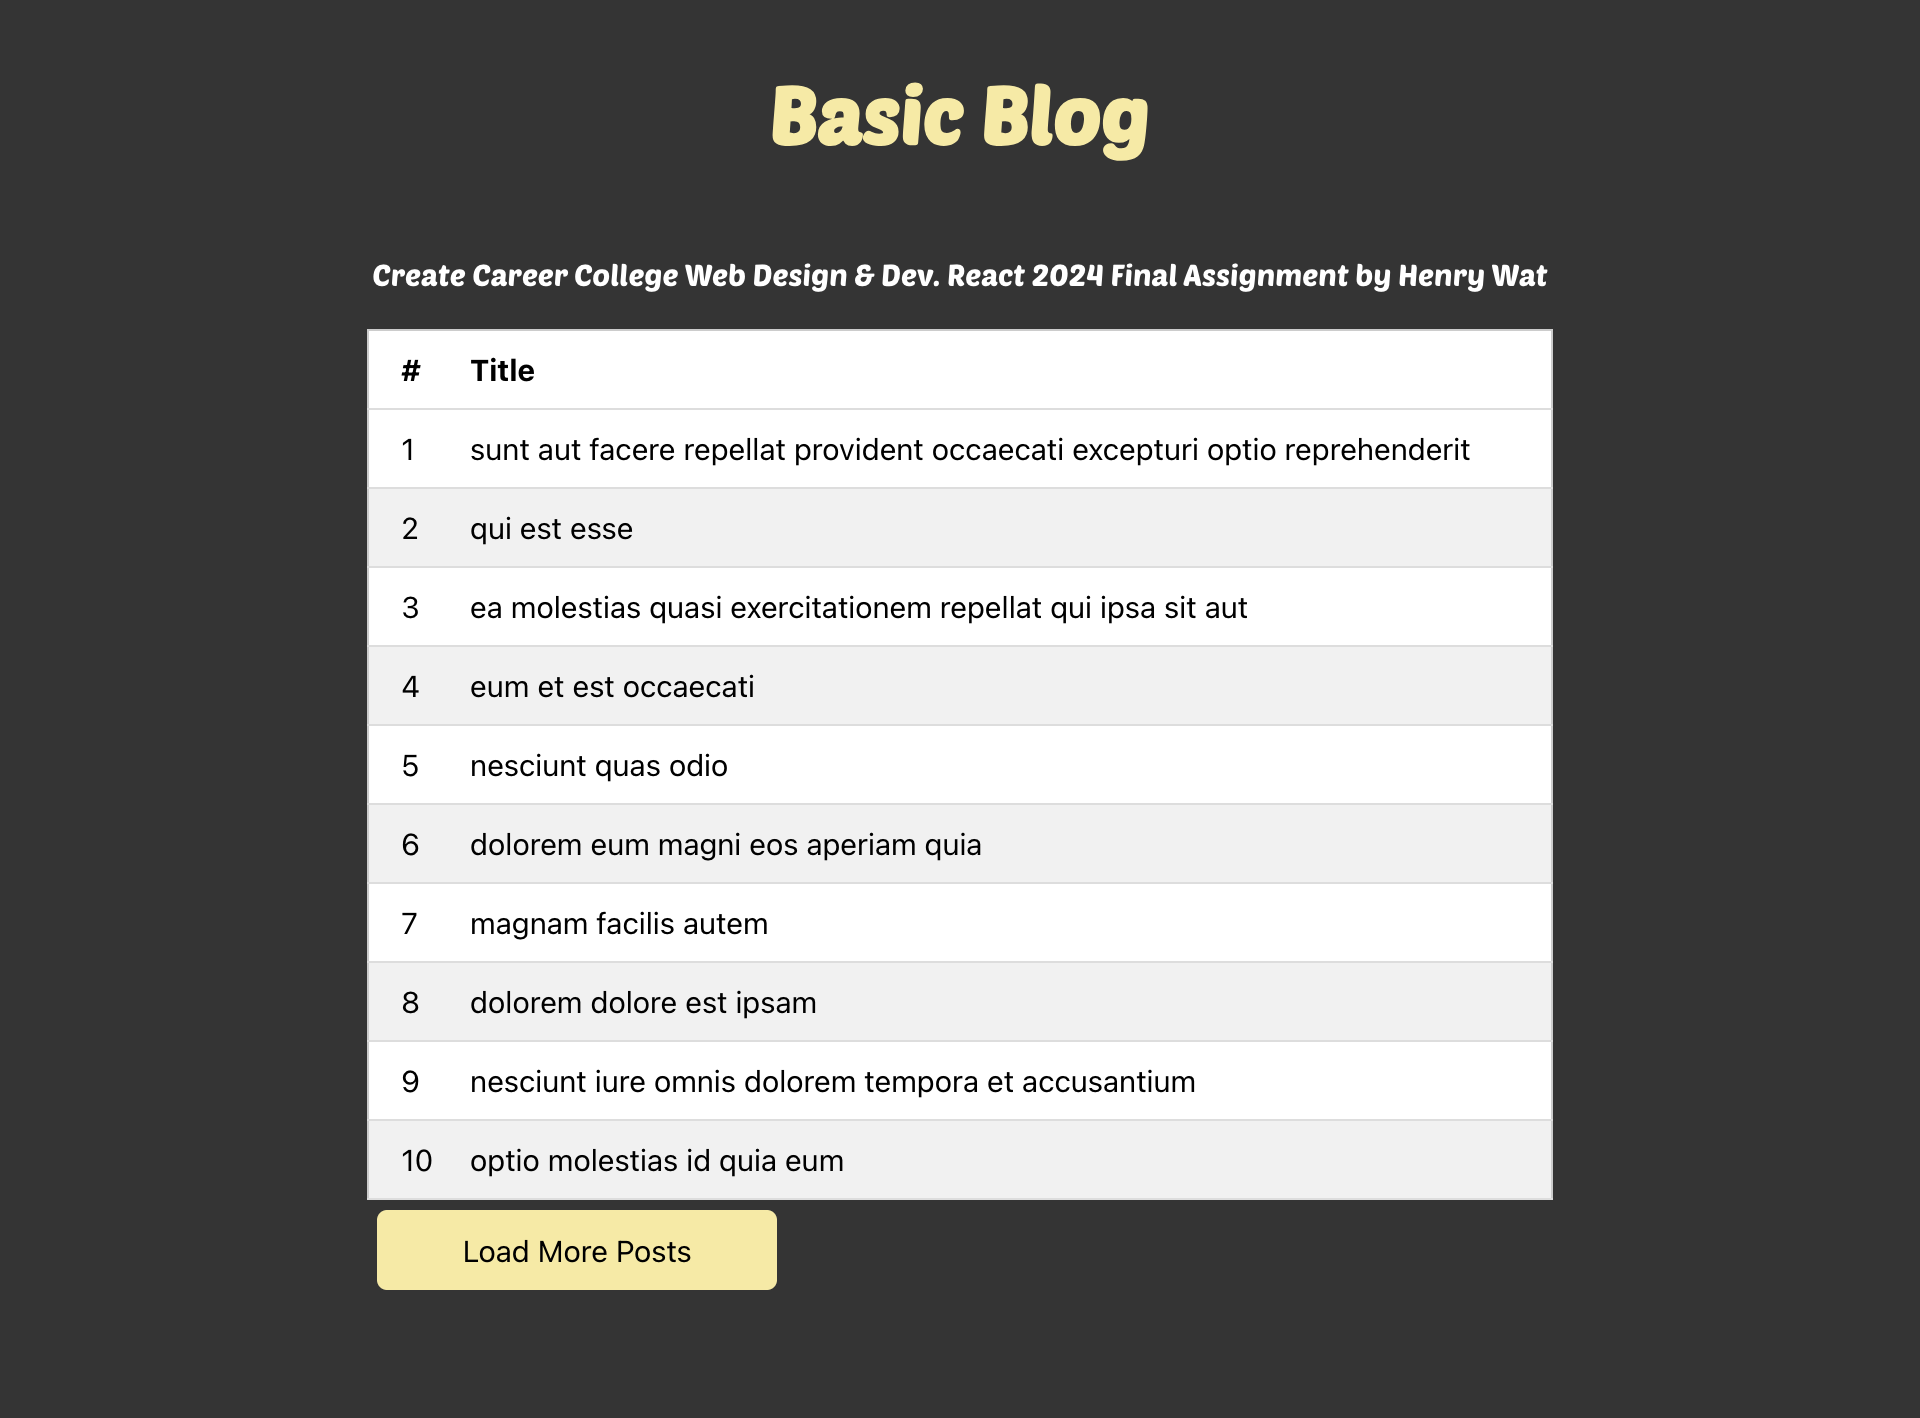 Basic Blog
Create Career College Web Design & Dev. React 2024 Final Assignment by Henry Wat
# Title
1 sunt aut facere repellat provident occaecati excepturi optio reprehenderit
2 qui est esse
3 ea molestias quasi exercitationem repellat qui ipsa sit aut
4 eum et est occaecati
5 nesciunt quas odio
6 dolorem eum magni eos aperiam quia
7 magnam facilis autem
8 dolorem dolore est ipsam
9 nesciunt iure omnis dolorem tempora et accusantium
10 optio molestias id quia eum
Load More Posts